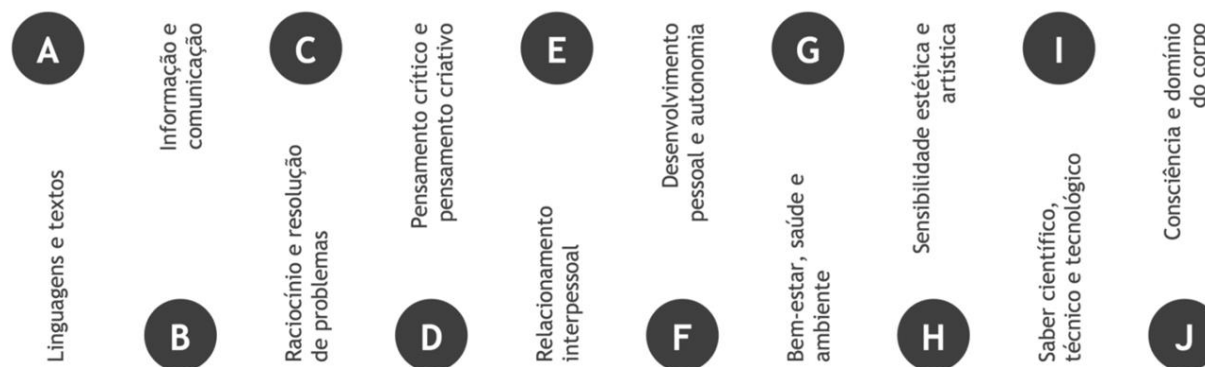 A
Linguagens e textos
B
Informação e
comunicação
C
Raciocínio e resolução
de problemas
D
Pensamento crítico e
pensamento criativo
E
Relacionamento
interpessoal
F
Desenvolvimento
pessoal e autonomia
G
Bem-estar, saúde e
ambiente
H
Sensibilidade estética e
artística
I
Saber científico,
técnico e tecnológico
J
Consciência e domínio
do corpo